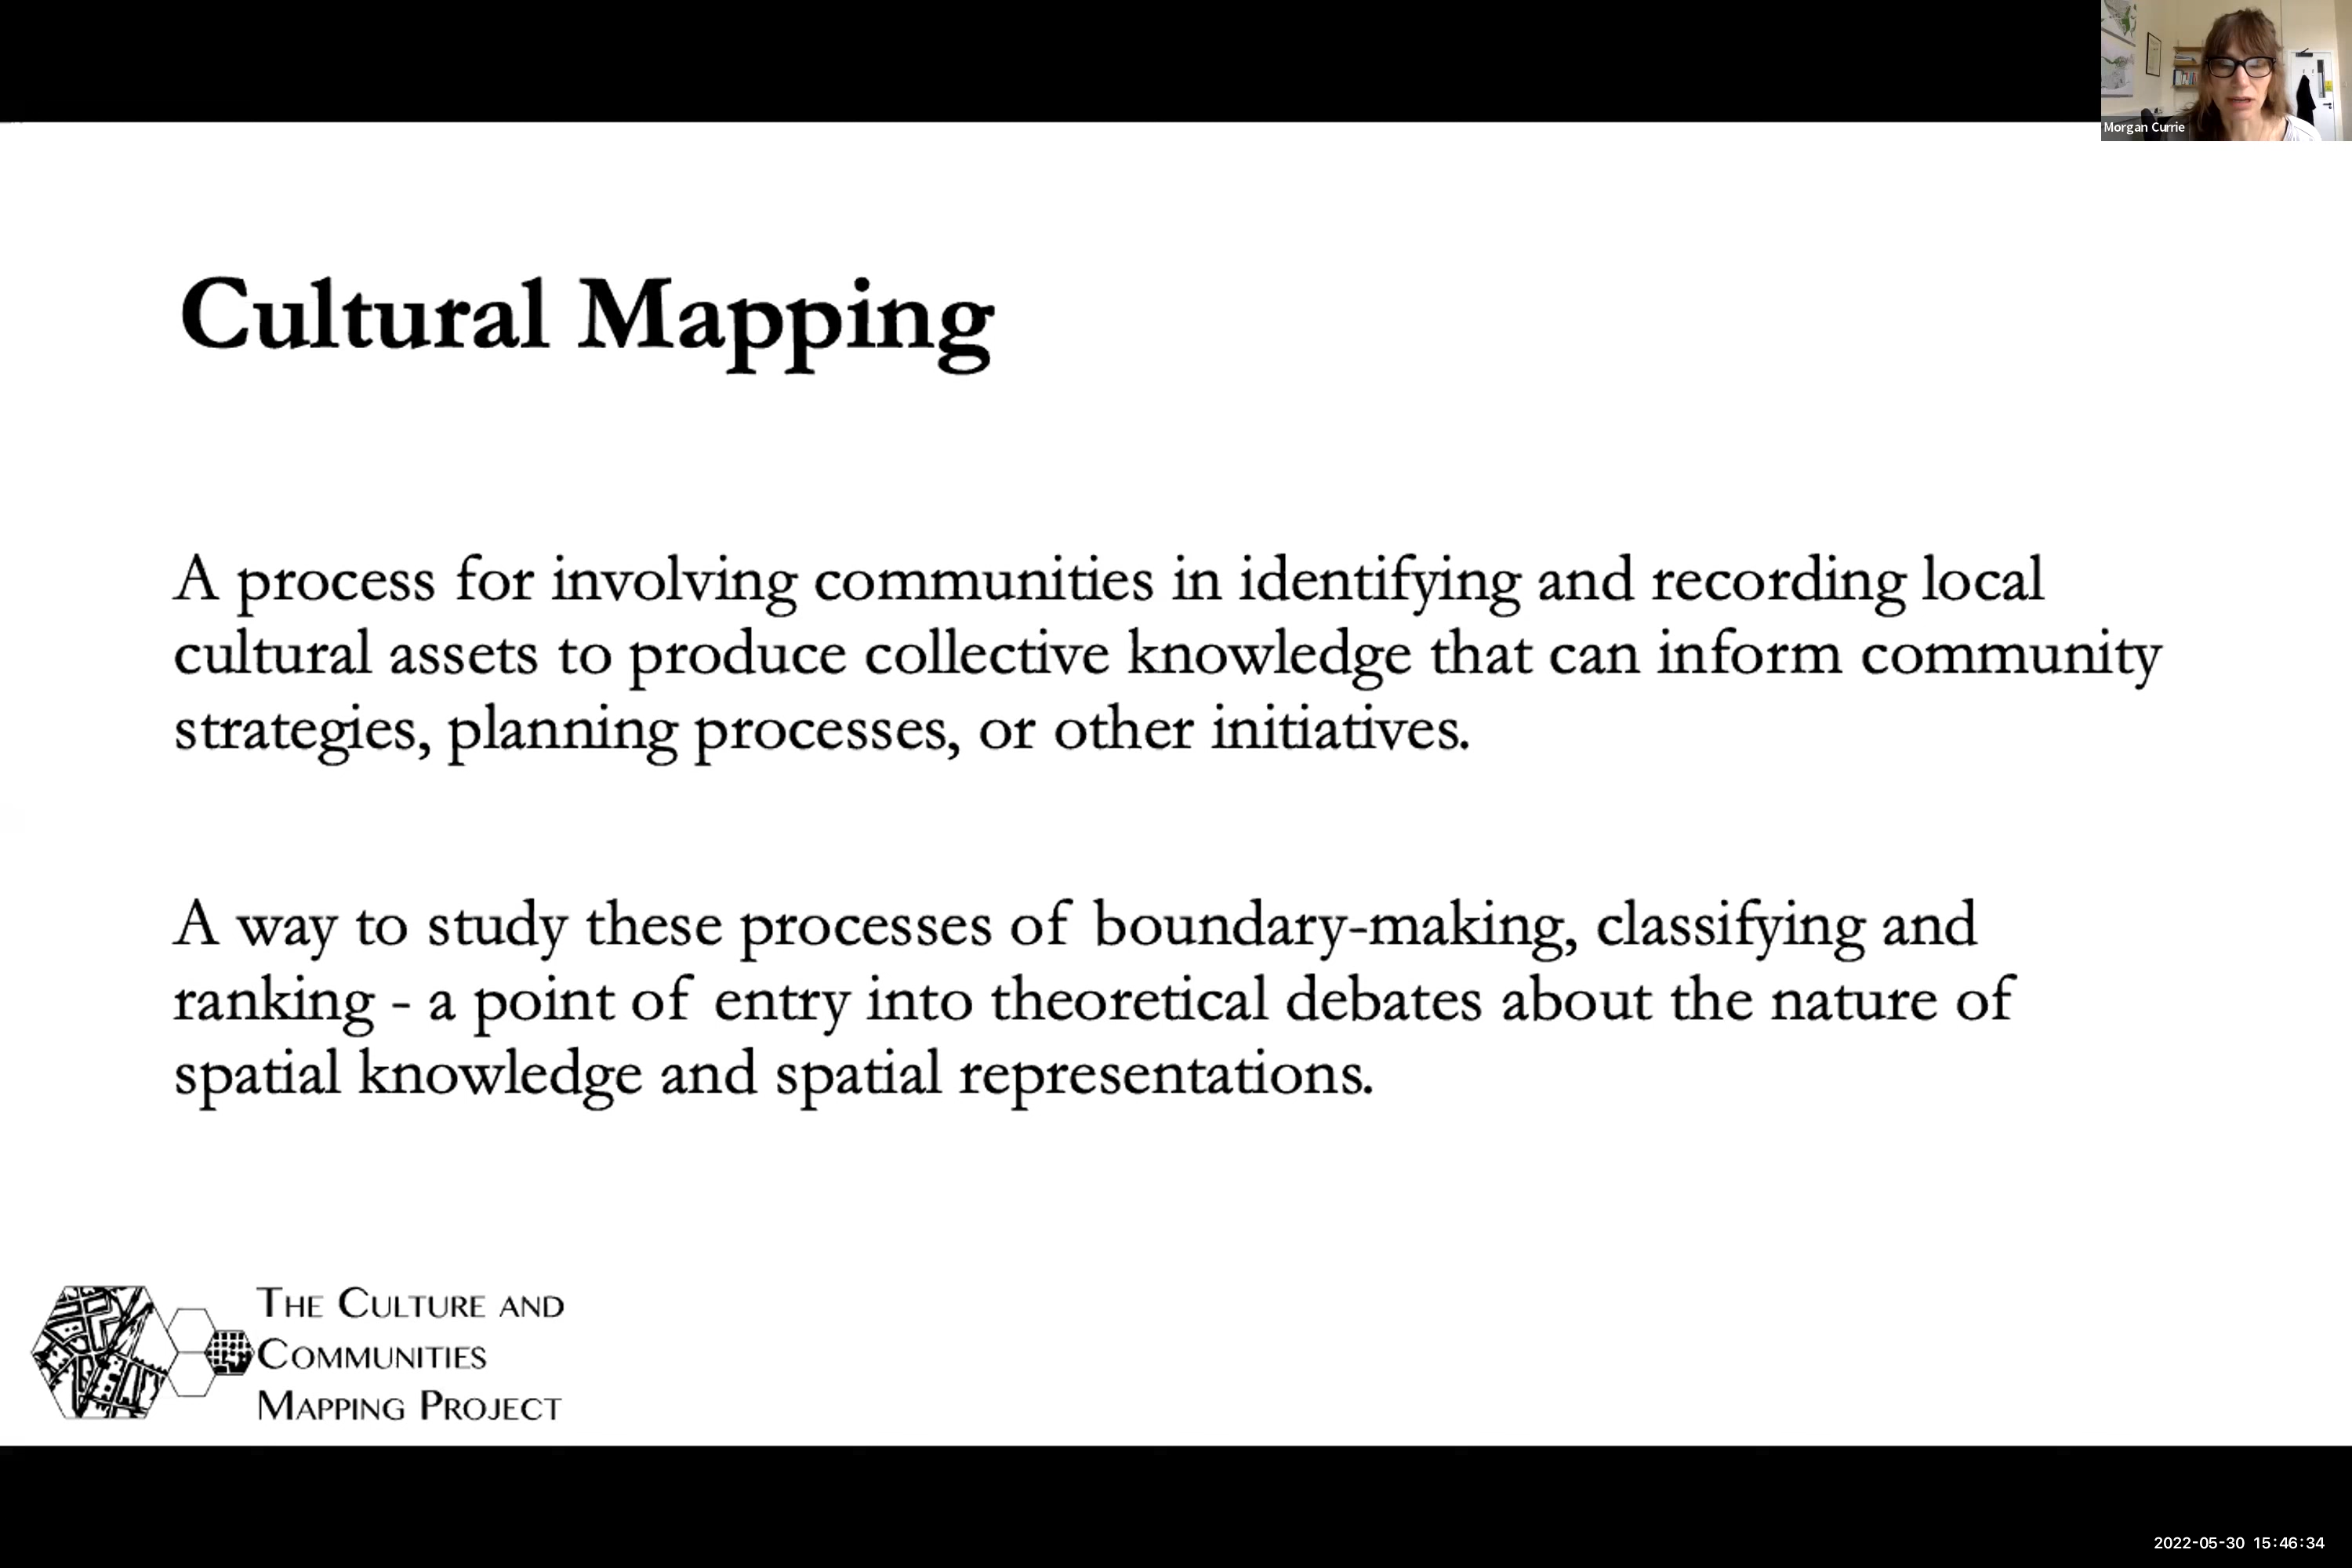 Morgan Currie
Cultural Mapping
A process for involving communities in identifying and recording local
cultural assets to produce collective knowledge that can inform community
strategies, planning processes, or other initiatives.
A way to study these processes of boundary-making, classifying and
ranking - a point of entry into theoretical debates about the nature of
spatial knowledge and spatial representations.
THE CULTURE AND
COMMUNITIES
MAPPING PROJECT
2022-05-30 15:46:34